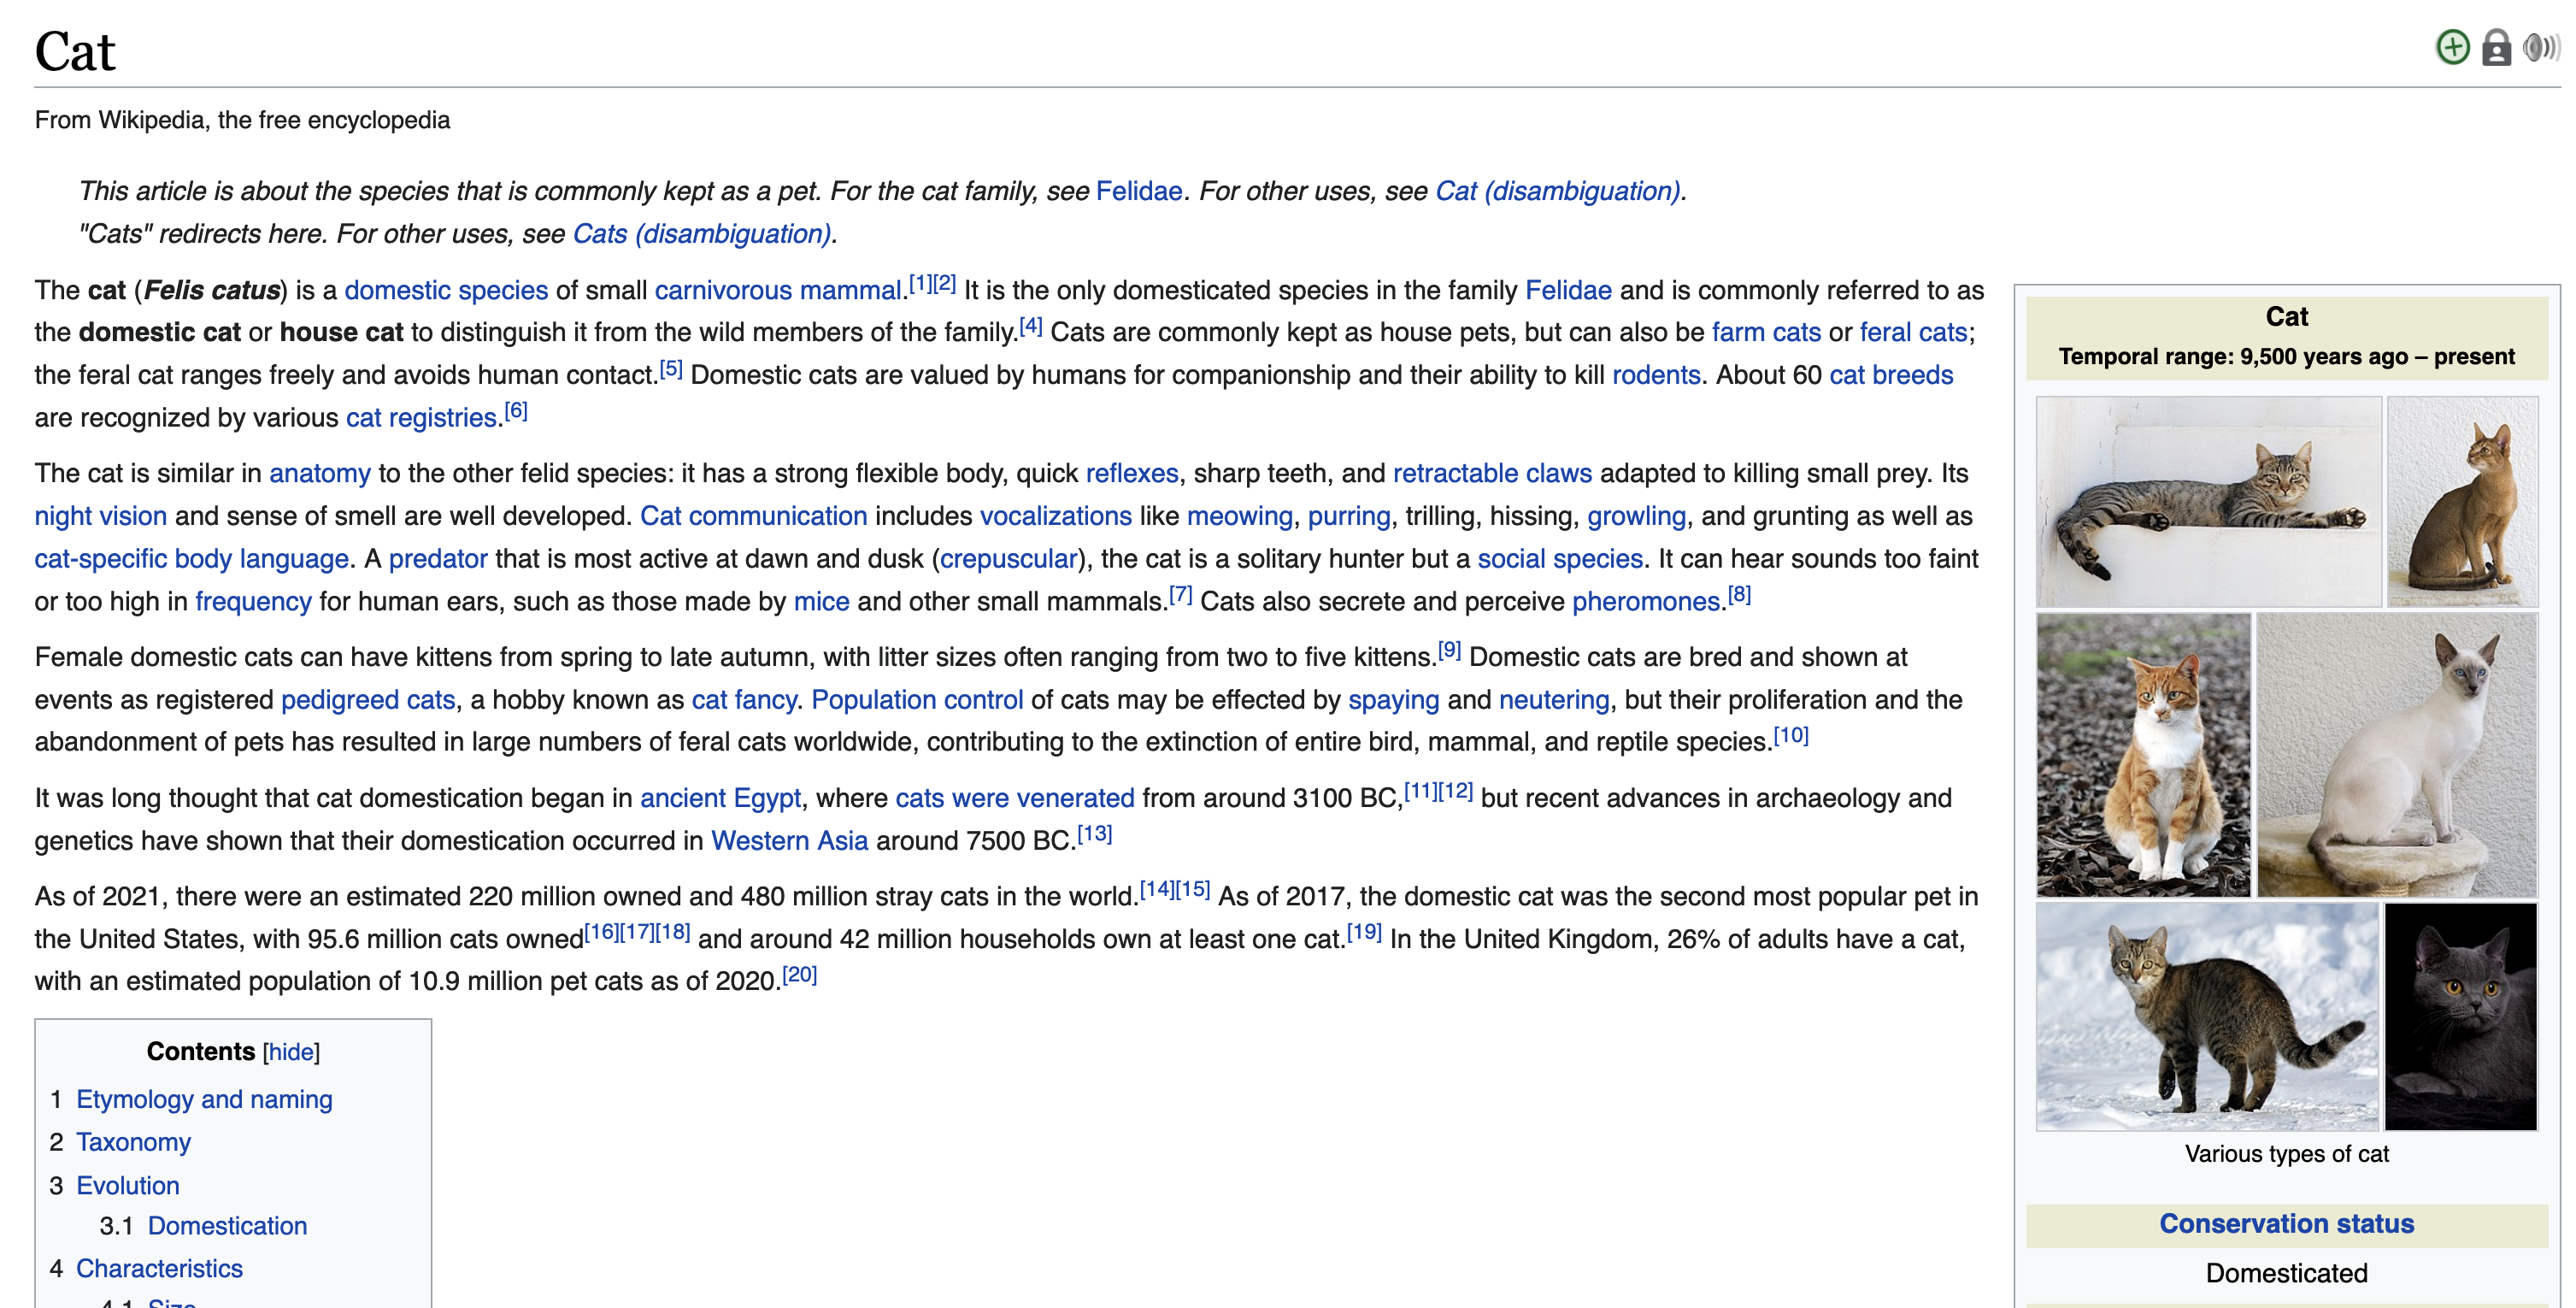 Cat
From Wikipedia, the free encyclopedia
This article is about the species that is commonly kept as a pet. For the cat family, see Felidae. For other uses, see Cat (disambiguation).
"Cats" redirects here. For other uses, see Cats (disambiguation).
The cat (Felis catus) is a domestic species of small carnivorous mammal.[1][2] It is the only domesticated species in the family Felidae and is commonly referred to as
the domestic cat or house cat to distinguish it from the wild members of the family.[4] Cats are commonly kept as house pets, but can also be farm cats or feral cats;
the feral cat ranges freely and avoids human contact.[5] Domestic cats are valued by humans for companionship and their ability to kill rodents. About 60 cat breeds
are recognized by various cat registries.[6]
The cat is similar in anatomy to the other felid species: it has a strong flexible body, quick reflexes, sharp teeth, and retractable claws adapted to killing small prey. Its
night vision and sense of smell are well developed. Cat communication includes vocalizations like meowing, purring, trilling, hissing, growling, and grunting as well as
cat-specific body language. A predator that is most active at dawn and dusk (crepuscular), the cat is a solitary hunter but a social species. It can hear sounds too faint
or too high in frequency for human ears, such as those made by mice and other small mammals.[7] Cats also secrete and perceive pheromones.[8]
Female domestic cats can have kittens from spring to late autumn, with litter sizes often ranging from two to five kittens.[9] Domestic cats are bred and shown at
events as registered pedigreed cats, a hobby known as cat fancy. Population control of cats may be effected by spaying and neutering, but their proliferation and the
abandonment of pets has resulted in large numbers of feral cats worldwide, contributing to the extinction of entire bird, mammal, and reptile species.[10]
It was long thought that cat domestication began in ancient Egypt, where cats were venerated from around 3100 BC,[11][12] but recent advances in archaeology and
genetics have shown that their domestication occurred in Western Asia around 7500 BC.[13]
As of 2021, there were an estimated 220 million owned and 480 million stray cats in the world.[14][15] As of 2017, the domestic cat was the second most popular pet in
the United States, with 95.6 million cats owned[16][17][18] and around 42 million households own at least one cat.[19] In the United Kingdom, 26% of adults have a cat,
with an estimated population of 10.9 million pet cats as of 2020.[20]
Contents [hide]
1 Etymology and naming
2 Taxonomy
3 Evolution
3.1 Domestication
4 Characteristics
4.1 Size
Cat
Temporal range: 9,500 years ago – present
Various types of cat
Conservation status
Domesticated